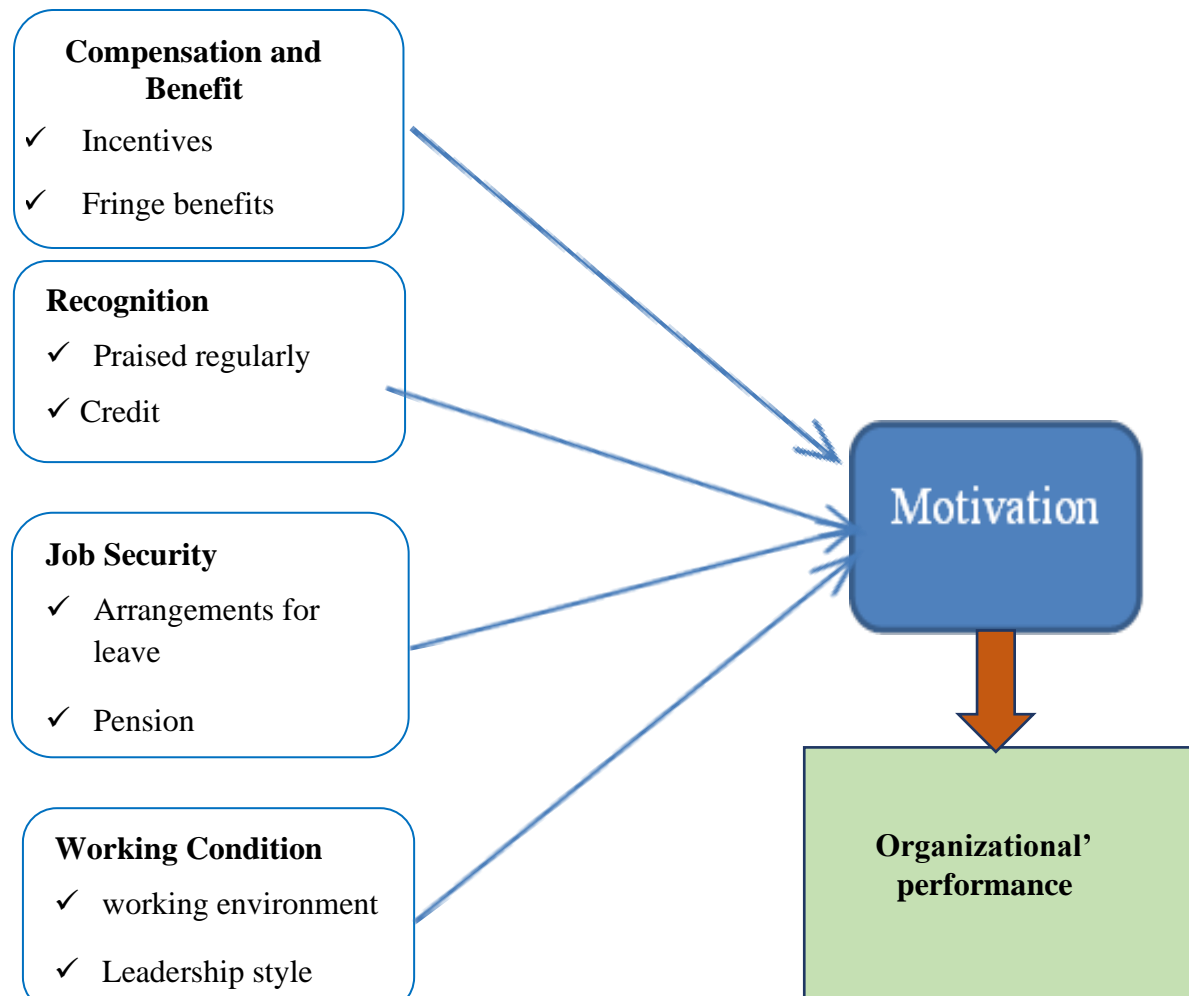 Compensation and
Benefit
✓ Incentives
✓ Fringe benefits
Recognition
✓ Praised regularly
✓ Credit
Job Security
✓ Arrangements for
leave
✓ Pension
Working Condition
✓ working environment
✓ Leadership style
Motivation
Organizational’
performance